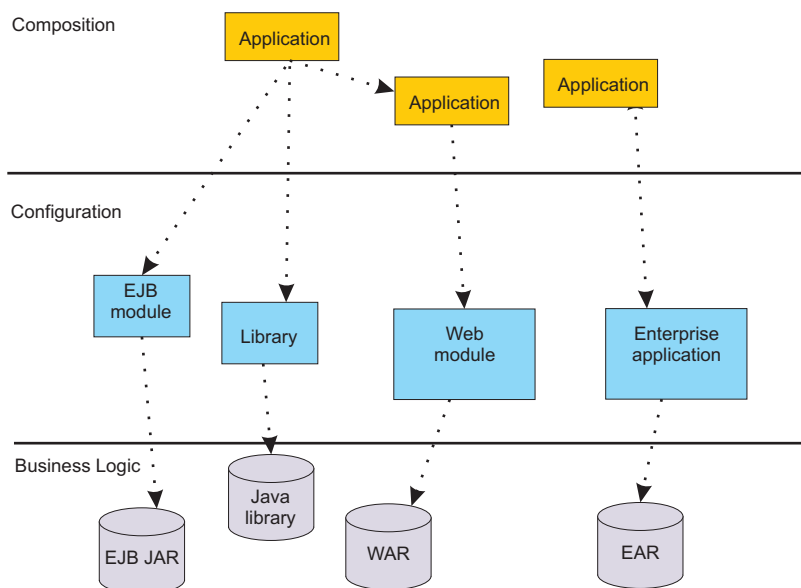 Composition
Application
Application
Application
Configuration
EJB
module
Library
Web
module
Enterprise
application
Business Logic
Java
library
EJB JAR
WAR
EAR